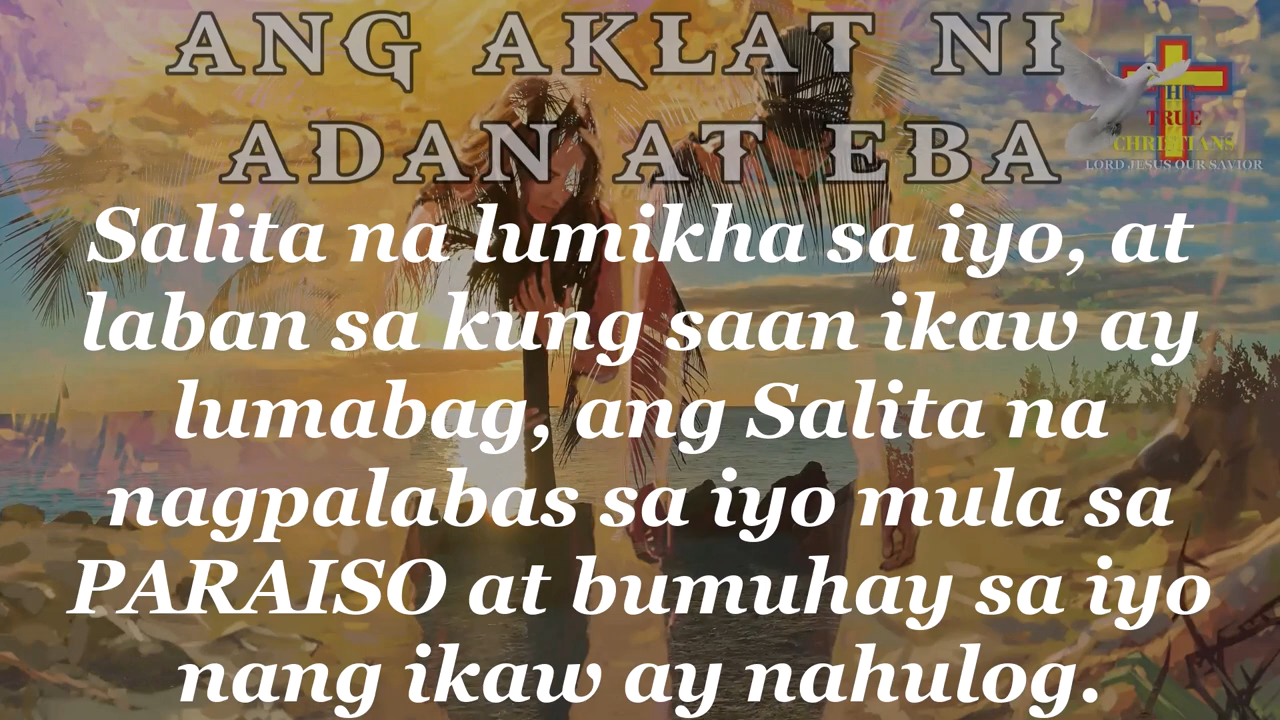 ANG AKLAT NI
ADAN AT EBA
THE
TRUE
CHRISTIANS
LORD JESUS OUR SAVIOR
Salita na lumikha sa iyo, at
laban sa kung saan ikaw ay
lumabag, ang Salita na
nagpalabas sa iyo mula sa
PARAISO at bumuhay sa iyo
nang ikaw ay nahulog.